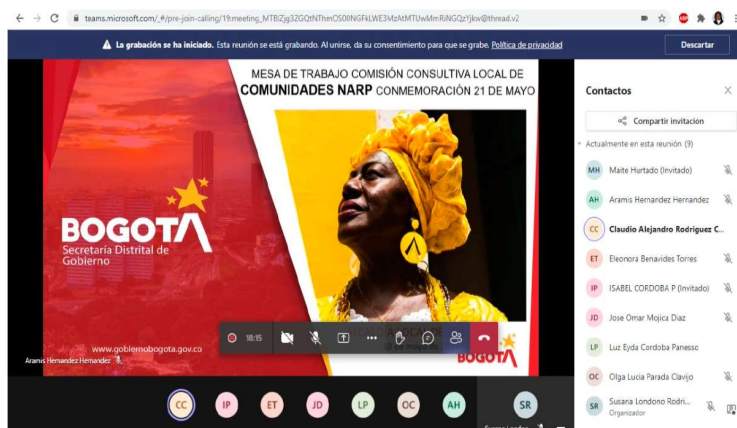 teams.microsoft.com/_#/pre-join-calling/19:meeting_MTBlZjg3ZGQtNThmOS00NGFkLWE3MzAtMTUwMmRiNGQzYjkw@thread.v2
La grabación se ha iniciado. Esta reunión se está grabando. Al unirse, da su consentimiento para que se grabe. Política de privacidad
Descartar
MESA DE TRABAJO COMISIÓN CONSULTIVA LOCAL DE
COMUNIDADES NARP CONMEMORACIÓN 21 DE MAYO
BOGOTÁ
Secretaría Distrital de
Gobierno
www.gobiernobogota.gov.co
Aramis Hernandez Hernandez
18:15
BOGOTÁ
CC
IP
ET
JD
LP
OC
AH
SR
Contactos
Compartir invitación
Actualmente en esta reunión (9)
MH Maite Hurtado (Invitado)
AH Aramis Hernandez Hernandez
CC Claudio Alejandro Rodriguez C...
ET Eleonora Benavides Torres
IP ISABEL CORDOBA P (Invitado)
JD Jose Omar Mojica Diaz
LP Luz Eyda Cordoba Panesso
OC Olga Lucia Parada Clavijo
SR Susana Londono Rodri...
Organizador